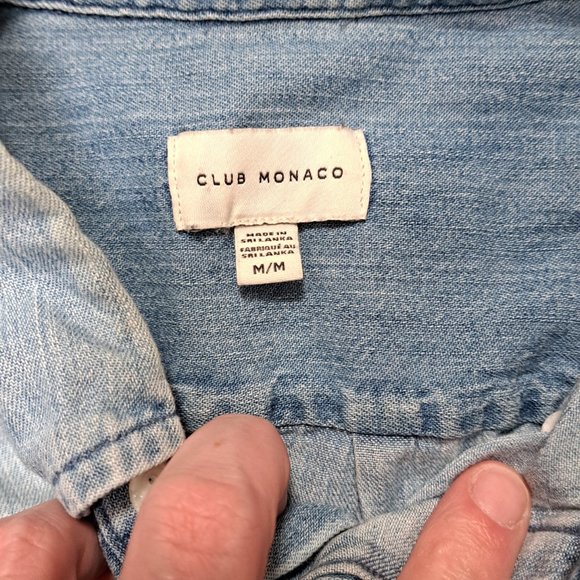 CLUB MONACO
MADE IN
SRI LANKA
FABRIQUÉ AU
SRI LANKA
M/M